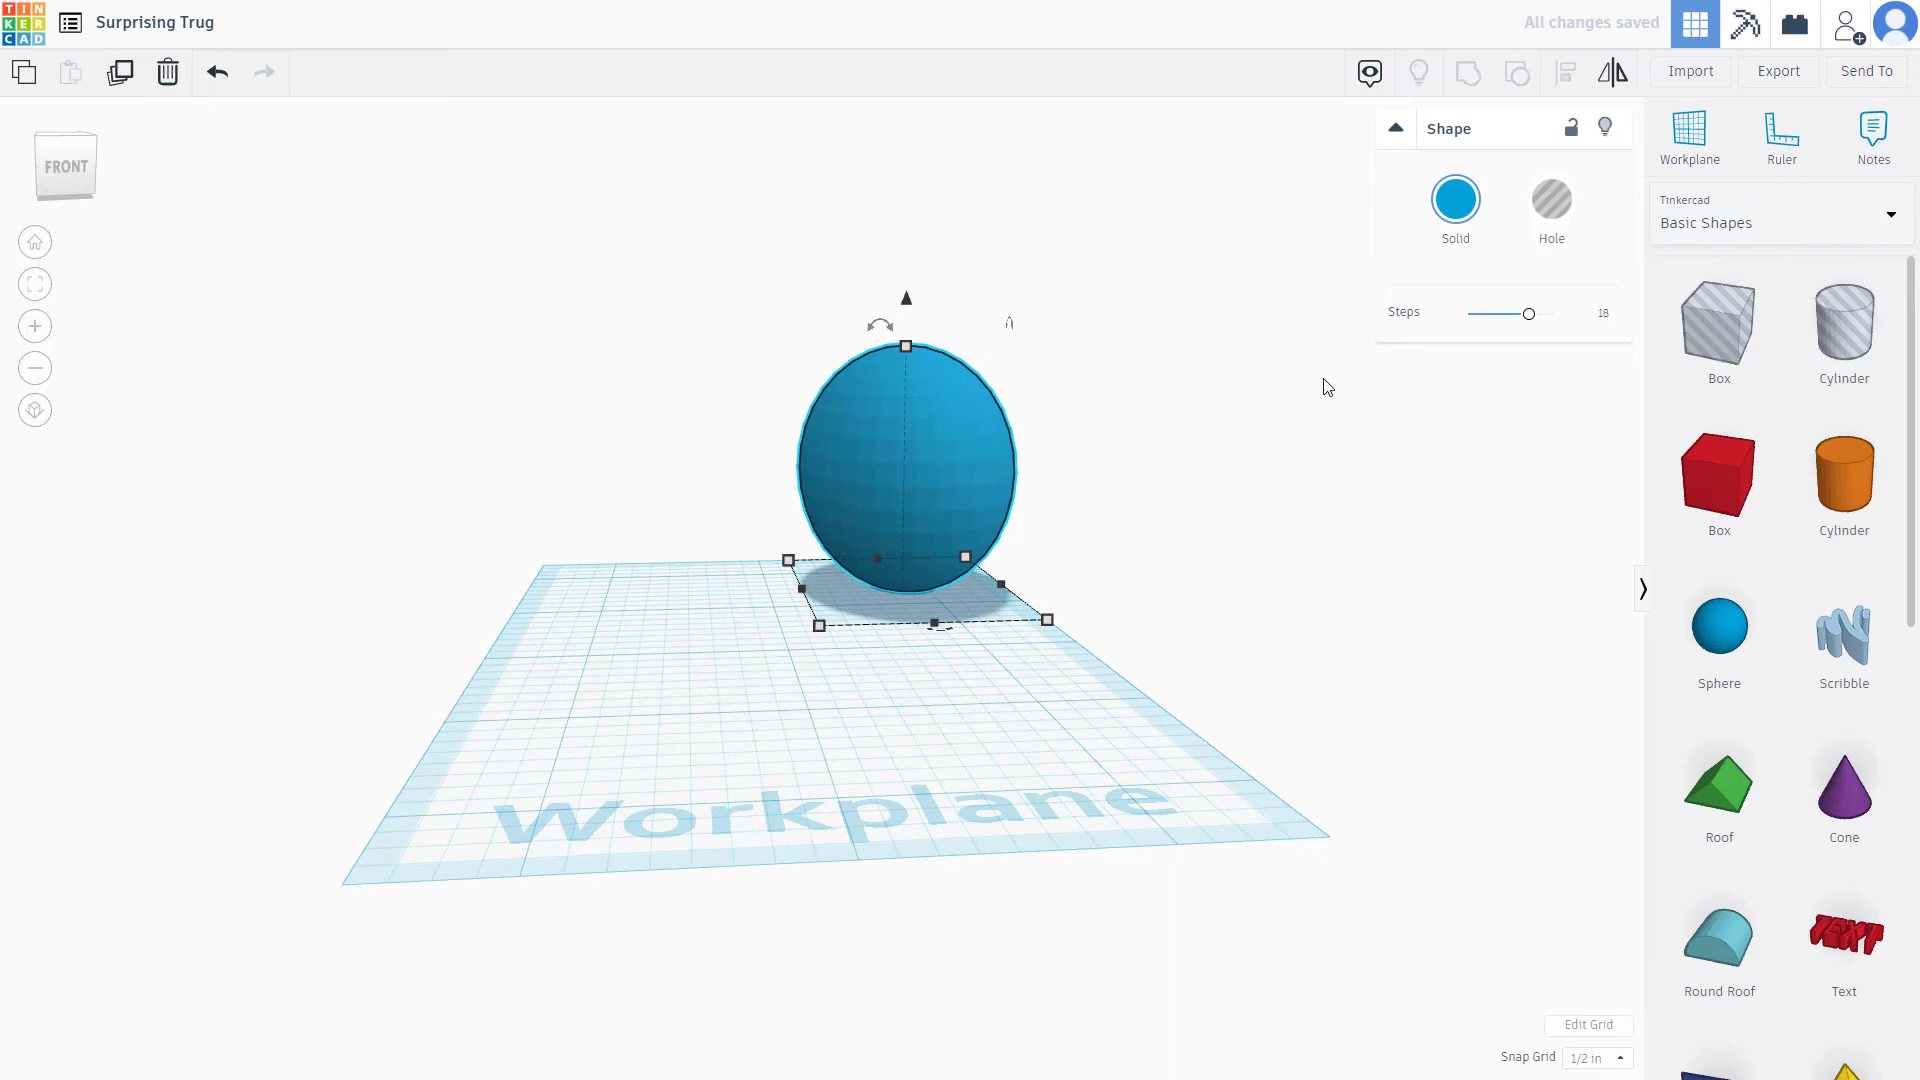 TIN
KER
CAD
Surprising Trug
All changes saved
Import
Export
Send To
FRONT
Shape
Solid
Hole
Steps
18
Workplane
Ruler
Notes
Tinkercad
Basic Shapes
Box
Cylinder
Box
Cylinder
Sphere
Scribble
Roof
Cone
TEXT
Round Roof
Text
Workplane
Edit Grid
Snap Grid
1/2 in